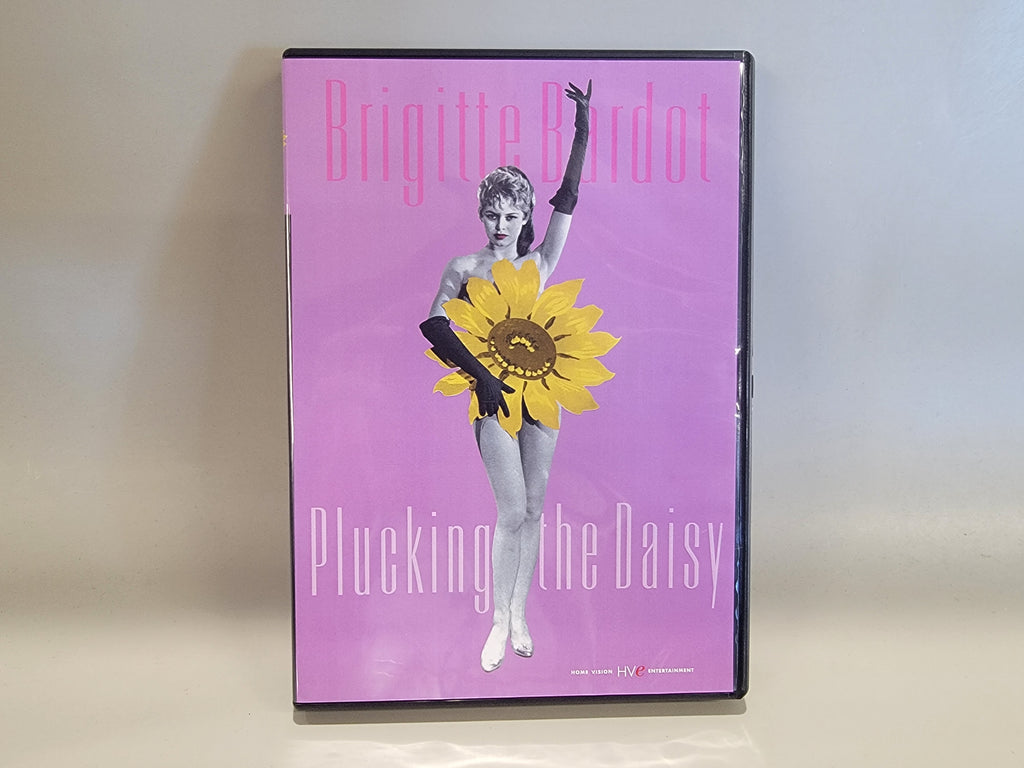 Brigitte Bardot
Plucking the Daisy
HOME VISION HVe ENTERTAINMENT